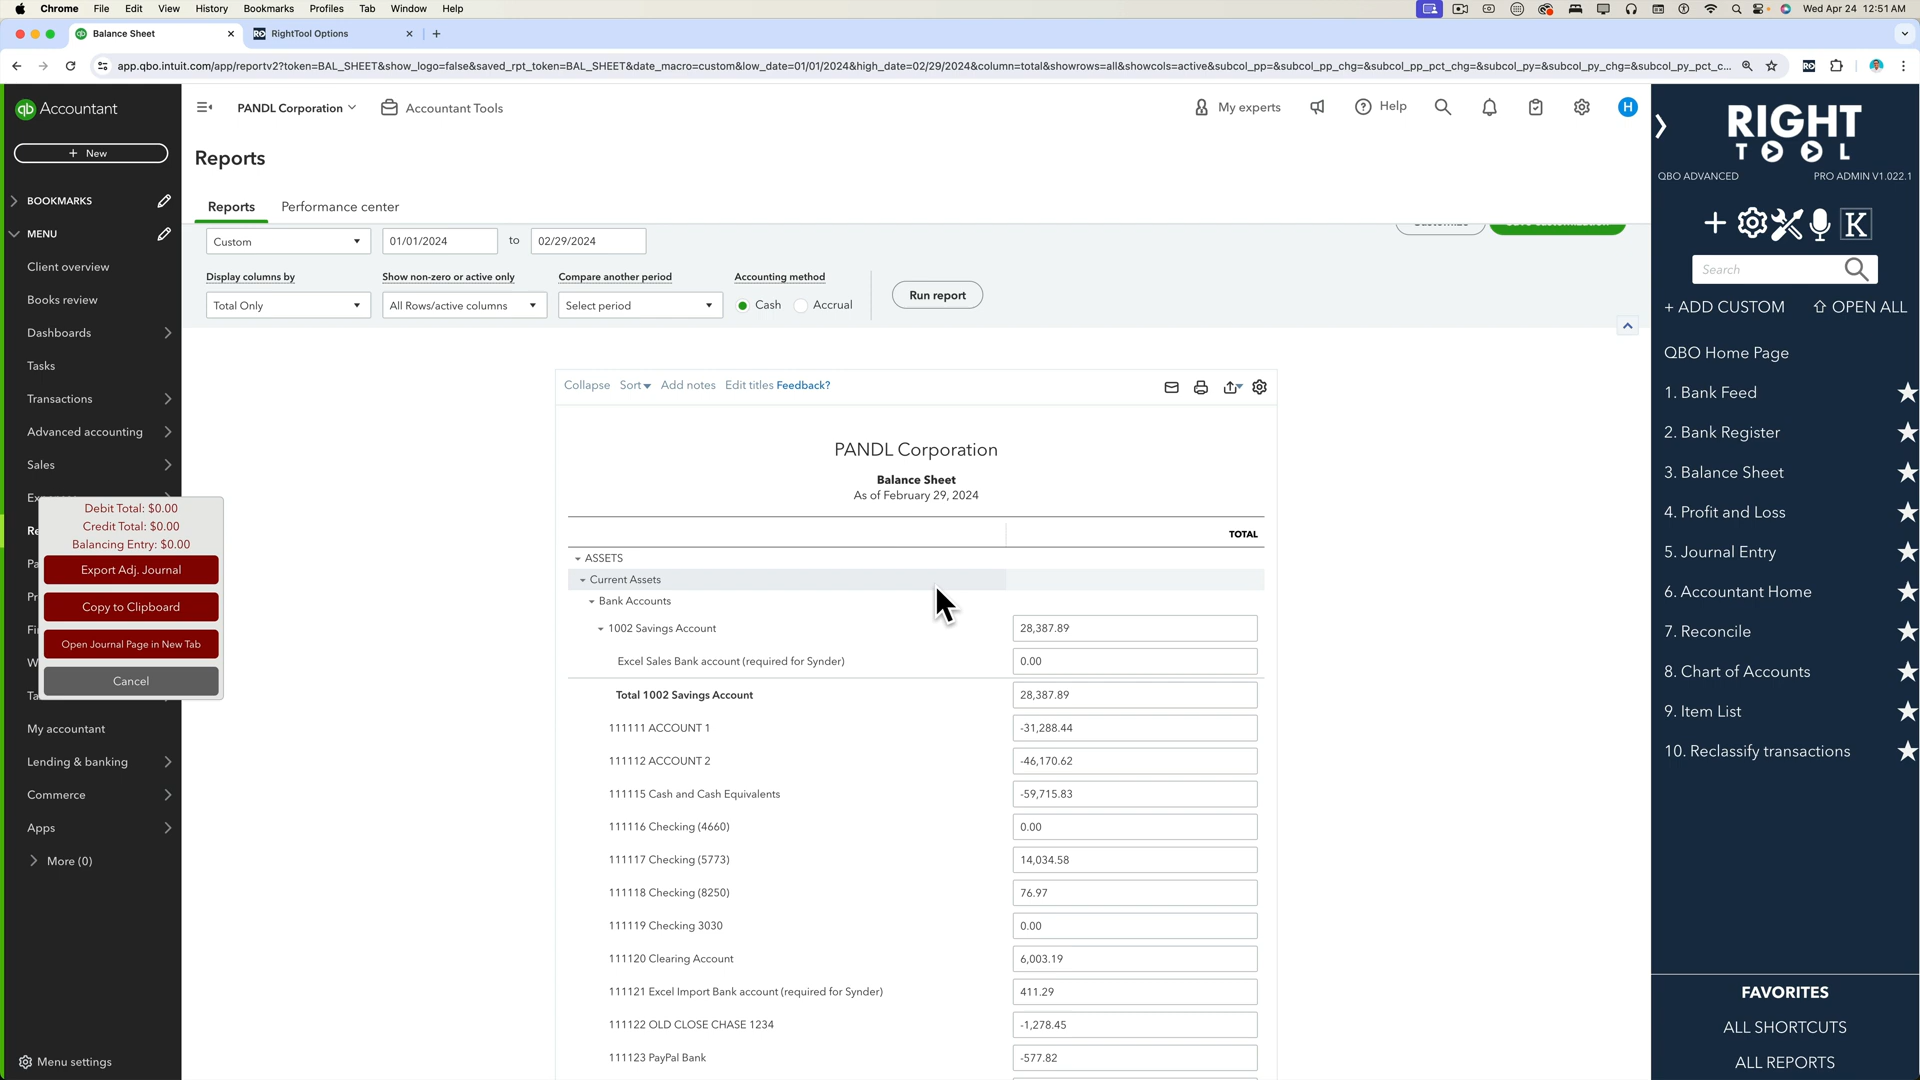 Chrome File Edit View History Bookmarks Profiles Tab Window Help
Wed Apr 24 12:51 AM
Balance Sheet
RightTool Options
app.qbo.intuit.com/app/reportv2?token=BAL_SHEET&show_logo=false&saved_rpt_token=BAL_SHEET&date_macro=custom&low_date=01/01/2024&high_date=02/29/2024&column=total&showrows=all&showcols=active&subcol_pp=&subcol_pp_chg=&subcol_pp_pct_chg=&subcol_py=&subcol_py_chg=&subcol_py_pct_c...
qb Accountant
+ New
BOOKMARKS
MENU
Client overview
Books review
Dashboards
Tasks
Transactions
Advanced accounting
Sales
Debit Total: $0.00
Credit Total: $0.00
Balancing Entry: $0.00
Export Adj. Journal
Copy to Clipboard
Open Journal Page in New Tab
Cancel
My accountant
Lending & banking
Commerce
Apps
More (0)
Menu settings
PANDL Corporation
Accountant Tools
My experts
Help
H
Reports
Reports
Performance center
Custom
01/01/2024
to
02/29/2024
Display columns by
Show non-zero or active only
Compare another period
Accounting method
Total Only
All Rows/active columns
Select period
Cash
Accrual
Run report
Collapse Sort Add notes Edit titles Feedback?
PANDL Corporation
Balance Sheet
As of February 29, 2024
TOTAL
ASSETS
Current Assets
Bank Accounts
1002 Savings Account 28,387.89
Excel Sales Bank account (required for Synder) 0.00
Total 1002 Savings Account 28,387.89
111111 ACCOUNT 1 -31,288.44
111112 ACCOUNT 2 -46,170.62
111115 Cash and Cash Equivalents -59,715.83
111116 Checking (4660) 0.00
111117 Checking (5773) 14,034.58
111118 Checking (8250) 76.97
111119 Checking 3030 0.00
111120 Clearing Account 6,003.19
111121 Excel Import Bank account (required for Synder) 411.29
111122 OLD CLOSE CHASE 1234 -1,278.45
111123 PayPal Bank -577.82
RIGHT
TOOL
QBO ADVANCED
PRO ADMIN V1.022.1
K
Search
+ ADD CUSTOM
OPEN ALL
QBO Home Page
1. Bank Feed
2. Bank Register
3. Balance Sheet
4. Profit and Loss
5. Journal Entry
6. Accountant Home
7. Reconcile
8. Chart of Accounts
9. Item List
10. Reclassify transactions
FAVORITES
ALL SHORTCUTS
ALL REPORTS